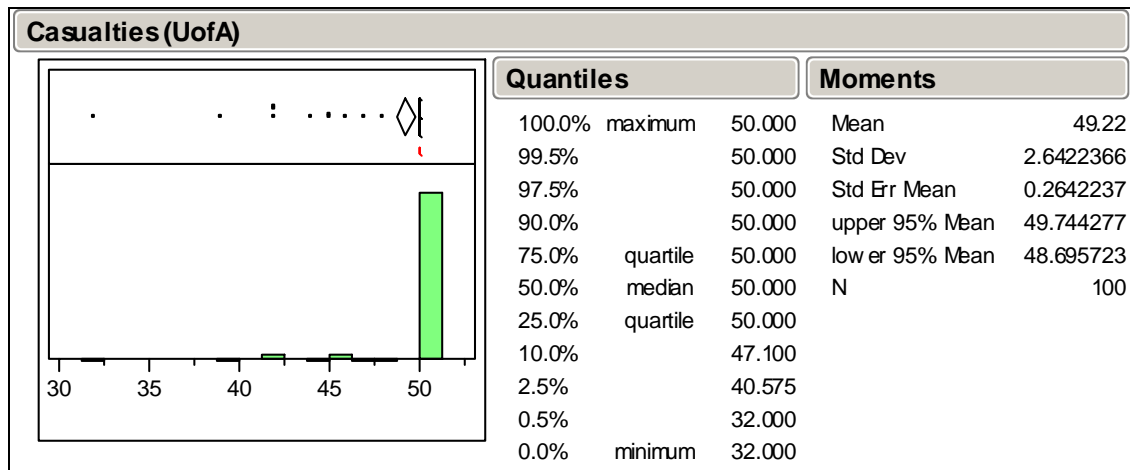 Casualties (UofA)
30 35 40 45 50
Quantiles
100.0% maximum 50.000
99.5% 50.000
97.5% 50.000
90.0% 50.000
75.0% quartile 50.000
50.0% median 50.000
25.0% quartile 50.000
10.0% 47.100
2.5% 40.575
0.5% 32.000
0.0% minimum 32.000
Moments
Mean 49.22
Std Dev 2.6422366
Std Err Mean 0.2642237
upper 95% Mean 49.744277
lower 95% Mean 48.695723
N 100